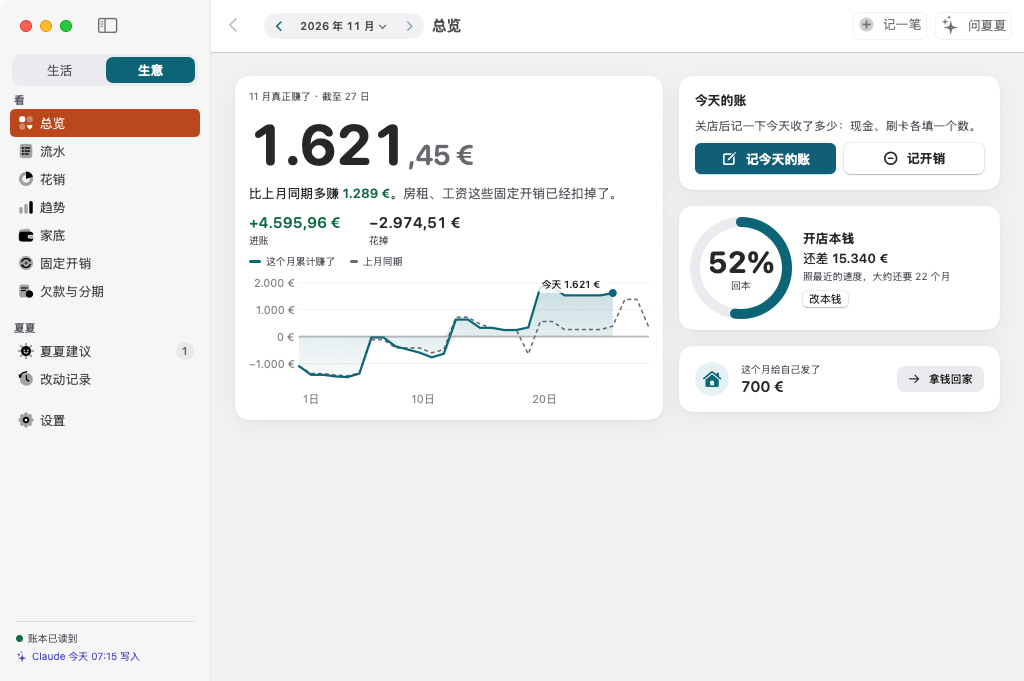 2026 年 11 月
总览
记一笔
问夏夏
生活
生意
看
总览
流水
花销
趋势
家底
固定开销
欠款与分期
夏夏
夏夏建议
1
改动记录
设置
账本已读到
Claude 今天 07:15 写入
11 月真正赚了 · 截至 27 日
1.621,45 €
比上月同期多赚 1.289 €。房租、工资这些固定开销已经扣掉了。
+4.595,96 €
−2.974,51 €
进账
花掉
这个月累计赚了
上月同期
今天 1.621 €
2.000 €
1.000 €
0 €
−1.000 €
1日
10日
20日
今天的账
关店后记一下今天收了多少：现金、刷卡各填一个数。
记今天的账
记开销
52%
回本
开店本钱
还差 15.340 €
照最近的速度，大约还要 22 个月
改本钱
这个月给自己发了
700 €
拿钱回家